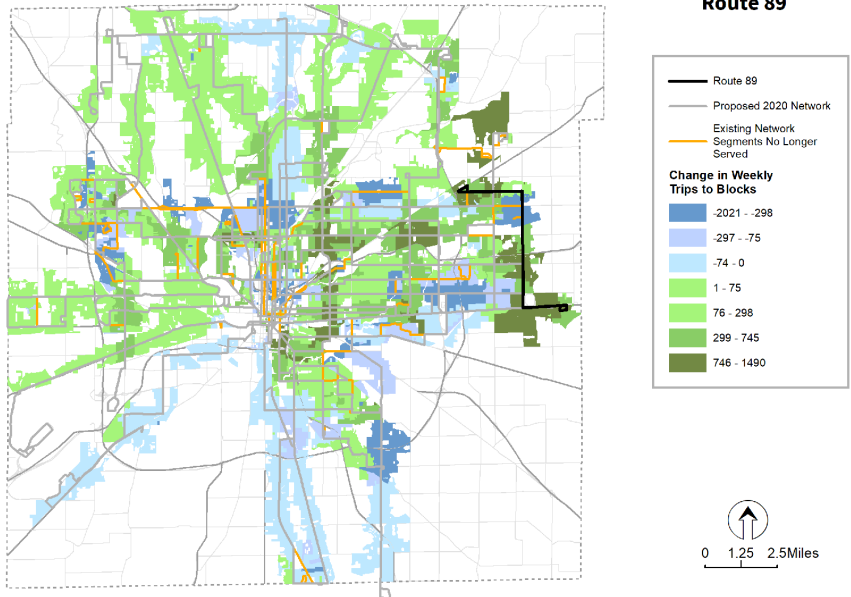 Route 89
Route 89
Proposed 2020 Network
Existing Network
Segments No Longer
Served
Change in Weekly
Trips to Blocks
-2021 - -298
-297 - -75
-74 - 0
1 - 75
76 - 298
299 - 745
746 - 1490
0 1.25 2.5Miles